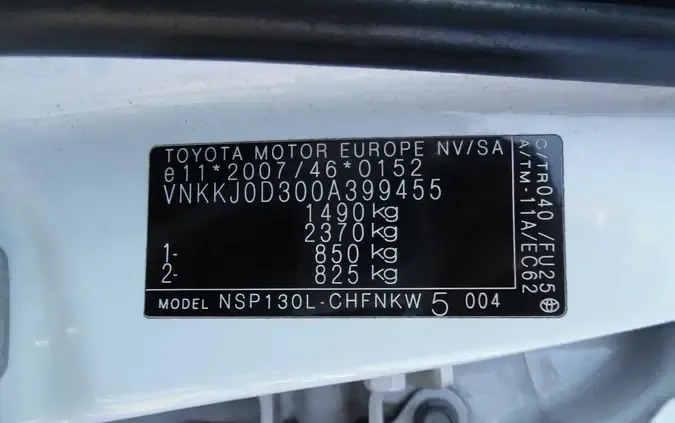 TOYOTA MOTOR EUROPE NV/SA
e11*2007/46*0152
VNKKJ0D300A399455
1490 kg
2370 kg
1- 850 kg
2- 825 kg
MODEL NSP130L-CHFNKW 5 004
C/TR040/EU25
A/TM-11A/EC62